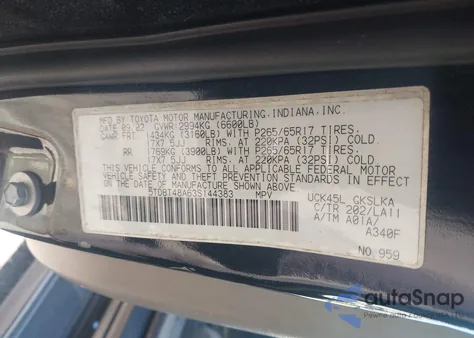 MFD. BY TOYOTA MOTOR MANUFACTURING, INDIANA, INC.
DATE 09.02 GVWR 2994KG (6600LB)
GAWR FRT 1434KG (3160LB) WITH P265/65R17 TIRES,
17X7.5JJ RIMS, AT 220KPA (32PSI) COLD
RR 1769KG (3900LB) WITH P265/65R17 TIRES,
17X7.5JJ RIMS, AT 220KPA (32PSI) COLD.
THIS VEHICLE CONFORMS TO ALL APPLICABLE FEDERAL MOTOR
VEHICLE SAFETY AND THEFT PREVENTION STANDARDS IN EFFECT
ON THE DATE OF MANUFACTURE SHOWN ABOVE.
5TDBT48A63S144383 MPV
UCK45L GKSLKA
C/TR 202/LA11
A/TM A01A/
A340F
NO. 959
autoSnap